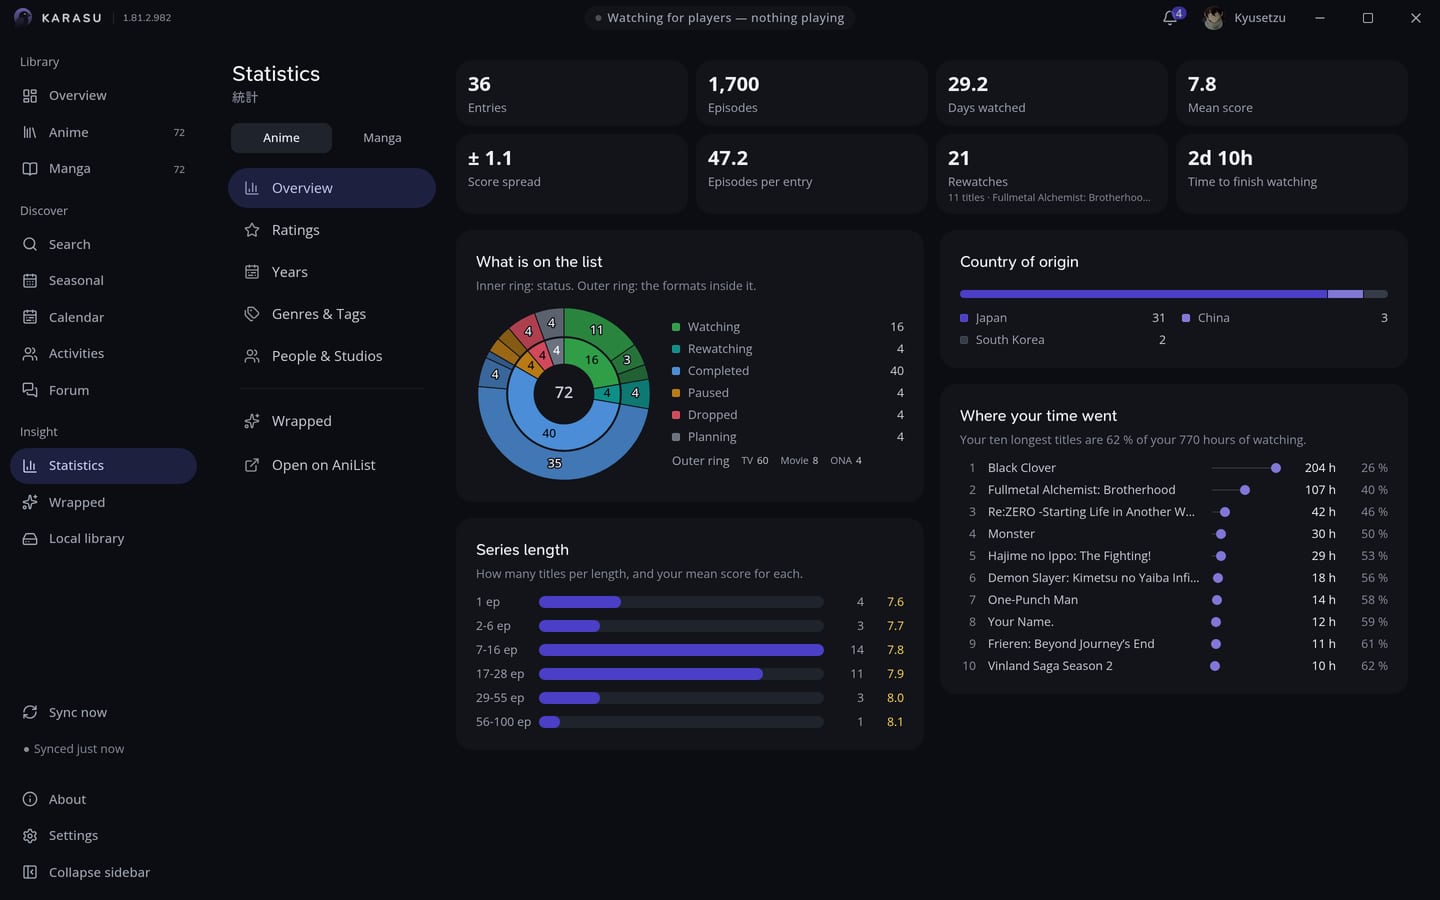 KARASU 1.81.2.982
Watching for players — nothing playing
4
Kyusetzu
Library
Overview
Anime 72
Manga 72
Discover
Search
Seasonal
Calendar
Activities
Forum
Insight
Statistics
Wrapped
Local library
Sync now
Synced just now
About
Settings
Collapse sidebar
Statistics
統計
Anime Manga
Overview
Ratings
Years
Genres & Tags
People & Studios
Wrapped
Open on AniList
36
Entries
1,700
Episodes
29.2
Days watched
7.8
Mean score
± 1.1
Score spread
47.2
Episodes per entry
21
Rewatches
11 titles · Fullmetal Alchemist: Brotherhoo...
2d 10h
Time to finish watching
What is on the list
Inner ring: status. Outer ring: the formats inside it.
4
4
11
4
4
16
3
4
4
72
4
4
40
35
Watching 16
Rewatching 4
Completed 40
Paused 4
Dropped 4
Planning 4
Outer ring TV 60 Movie 8 ONA 4
Series length
How many titles per length, and your mean score for each.
1 ep 4 7.6
2-6 ep 3 7.7
7-16 ep 14 7.8
17-28 ep 11 7.9
29-55 ep 3 8.0
56-100 ep 1 8.1
Country of origin
Japan 31 China 3
South Korea 2
Where your time went
Your ten longest titles are 62 % of your 770 hours of watching.
1 Black Clover 204 h 26 %
2 Fullmetal Alchemist: Brotherhood 107 h 40 %
3 Re:ZERO -Starting Life in Another W... 42 h 46 %
4 Monster 30 h 50 %
5 Hajime no Ippo: The Fighting! 29 h 53 %
6 Demon Slayer: Kimetsu no Yaiba Infi... 18 h 56 %
7 One-Punch Man 14 h 58 %
8 Your Name. 12 h 59 %
9 Frieren: Beyond Journey’s End 11 h 61 %
10 Vinland Saga Season 2 10 h 62 %